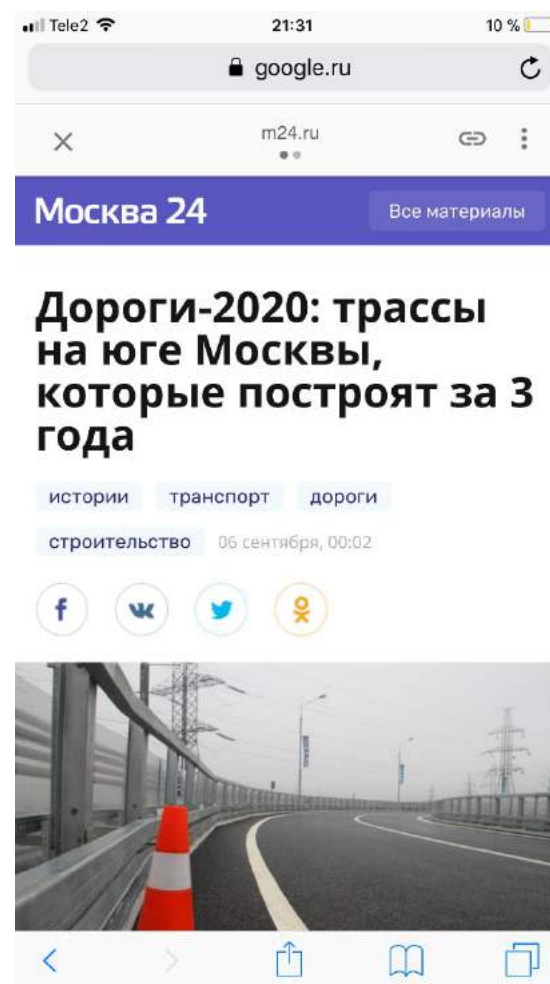 Tele2 21:31 10 %
google.ru
m24.ru
Москва 24 Все материалы
Дороги-2020: трассы
на юге Москвы,
которые построят за 3
года
истории транспорт дороги
строительство 06 сентября, 00:02